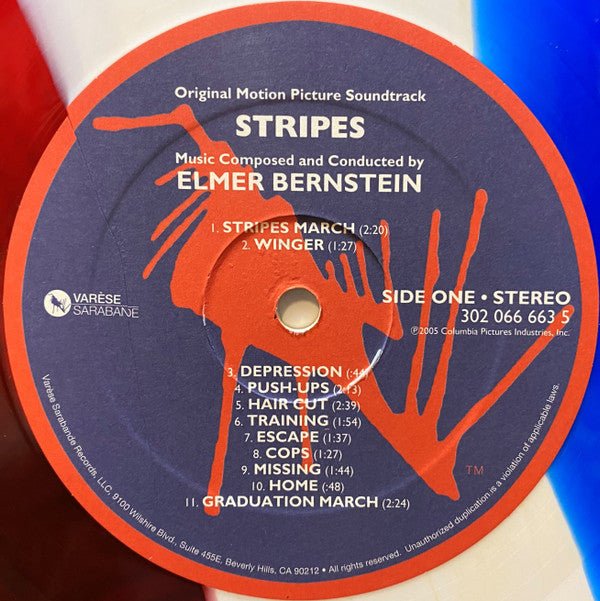 Original Motion Picture Soundtrack
STRIPES
Music Composed and Conducted by
ELMER BERNSTEIN
1. STRIPES MARCH (2:20)
2. WINGER (1:27)
VARÈSE
SARABANDE
SIDE ONE • STEREO
302 066 663 5
℗2005 Columbia Pictures Industries, Inc.
3. DEPRESSION (:44)
4. PUSH-UPS (2:13)
5. HAIR CUT (2:39)
6. TRAINING (1:54)
7. ESCAPE (1:37)
8. COPS (1:27)
9. MISSING (1:44)
10. HOME (:48)
11. GRADUATION MARCH (2:24)
TM
Varèse Sarabande Records, LLC, 9100 Wilshire Blvd., Suite 455E, Beverly Hills, CA 90212 • All rights reserved. Unauthorized duplication is a violation of applicable laws.